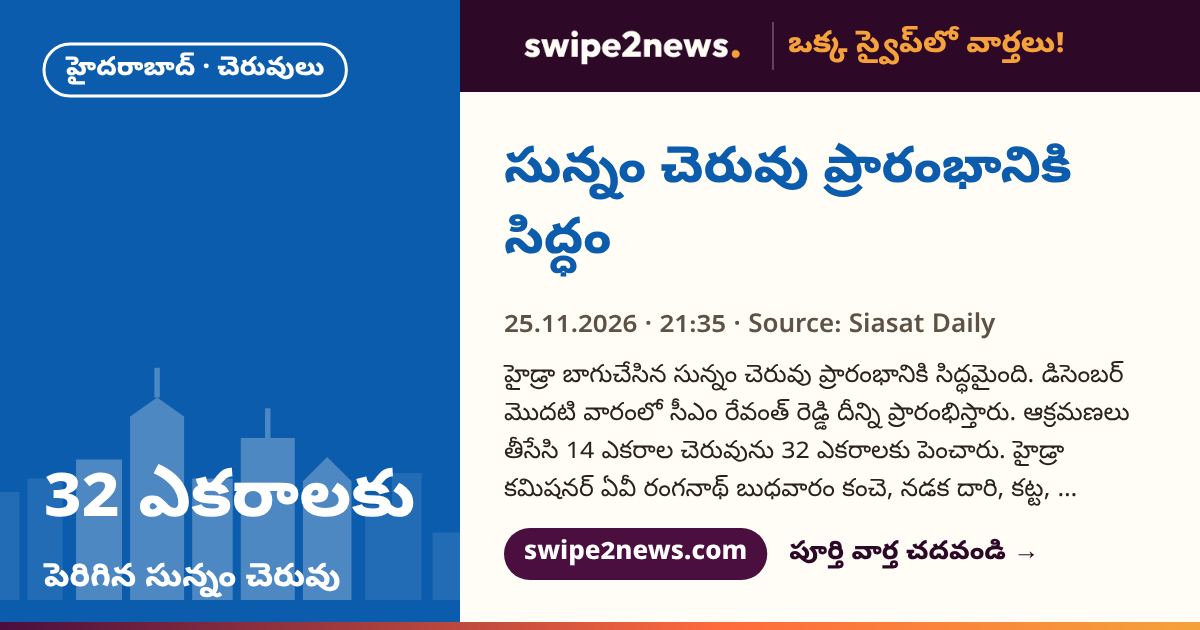 హైదరాబాద్ · చెరువులు
32 ఎకరాలకు
పెరిగిన సున్నం చెరువు
swipe2news.
ఒక్క స్వైప్‌లో వార్తలు!
సున్నం చెరువు ప్రారంభానికి
సిద్ధం
25.11.2026 · 21:35 · Source: Siasat Daily
హైడ్రా బాగుచేసిన సున్నం చెరువు ప్రారంభానికి సిద్ధమైంది. డిసెంబర్
మొదటి వారంలో సీఎం రేవంత్ రెడ్డి దీన్ని ప్రారంభిస్తారు. ఆక్రమణలు
తీసేసి 14 ఎకరాల చెరువును 32 ఎకరాలకు పెంచారు. హైడ్రా
కమిషనర్ ఏవీ రంగనాథ్ బుధవారం కంచె, నడక దారి, కట్ట, ...
swipe2news.com
పూర్తి వార్త చదవండి →